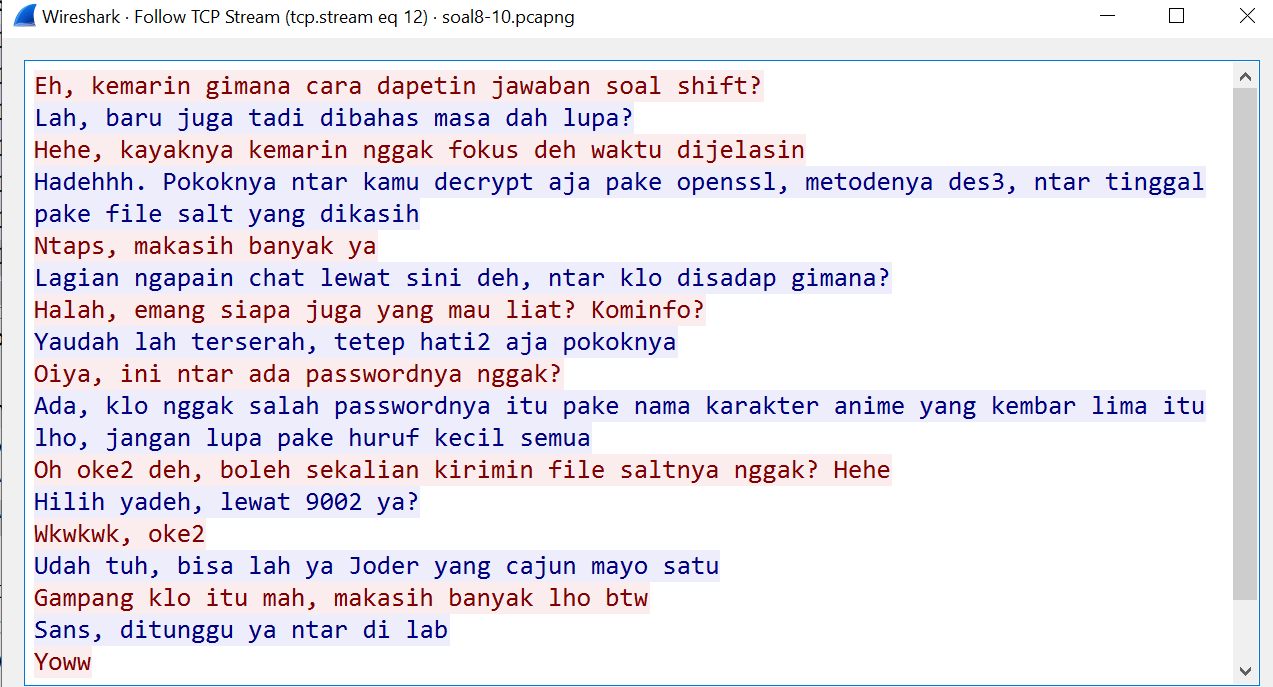 Wireshark · Follow TCP Stream (tcp.stream eq 12) · soal8-10.pcapng
Eh, kemarin gimana cara dapetin jawaban soal shift?
Lah, baru juga tadi dibahas masa dah lupa?
Hehe, kayaknya kemarin nggak fokus deh waktu dijelasin
Hadehhh. Pokoknya ntar kamu decrypt aja pake openssl, metodenya des3, ntar tinggal
pake file salt yang dikasih
Ntaps, makasih banyak ya
Lagian ngapain chat lewat sini deh, ntar klo disadap gimana?
Halah, emang siapa juga yang mau liat? Kominfo?
Yaudah lah terserah, tetep hati2 aja pokoknya
Oiya, ini ntar ada passwordnya nggak?
Ada, klo nggak salah passwordnya itu pake nama karakter anime yang kembar lima itu
lho, jangan lupa pake huruf kecil semua
Oh oke2 deh, boleh sekalian kirimin file saltnya nggak? Hehe
Hilih yadeh, lewat 9002 ya?
Wkwkwk, oke2
Udah tuh, bisa lah ya Joder yang cajun mayo satu
Gampang klo itu mah, makasih banyak lho btw
Sans, ditunggu ya ntar di lab
Yoww